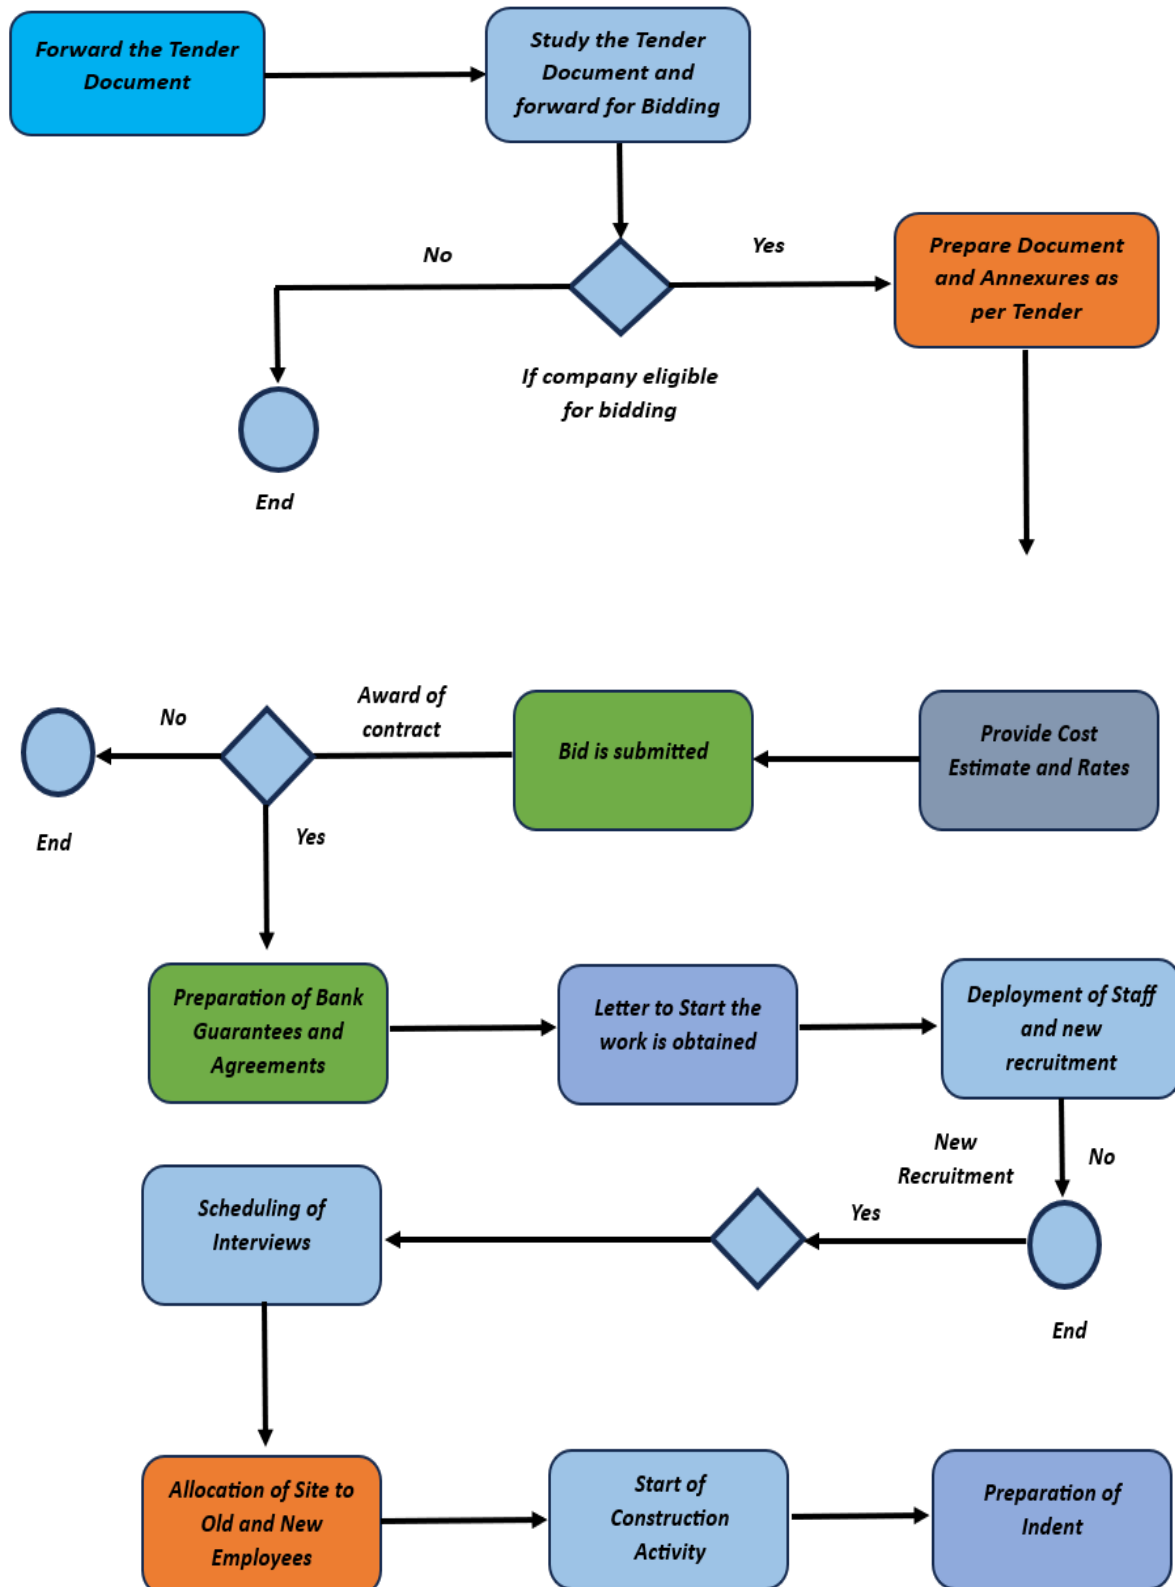 Forward the Tender
Document
Study the Tender
Document and
forward for Bidding
No
Yes
Prepare Document
and Annexures as
per Tender
If company eligible
for bidding
End
Award of
contract
No
Bid is submitted
Provide Cost
Estimate and Rates
End
Yes
Preparation of Bank
Guarantees and
Agreements
Letter to Start the
work is obtained
Deployment of Staff
and new
recruitment
New
Recruitment
No
Yes
Scheduling of
Interviews
End
Allocation of Site to
Old and New
Employees
Start of
Construction
Activity
Preparation of
Indent